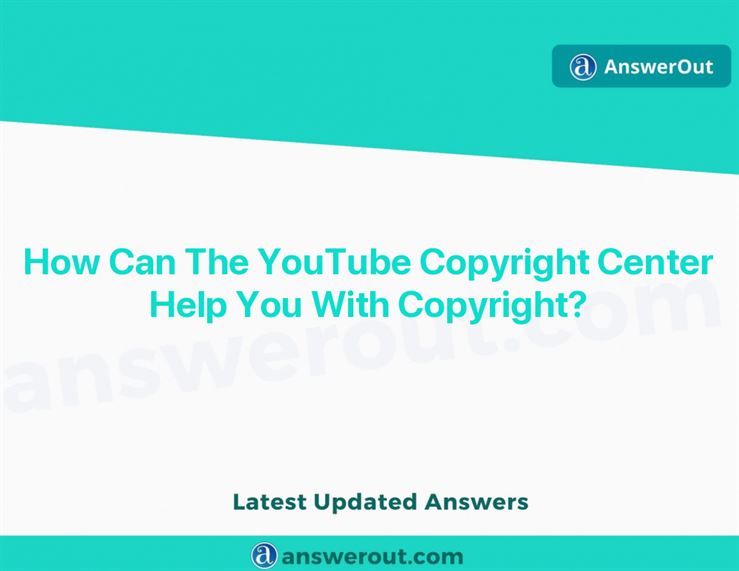 AnswerOut
How Can The YouTube Copyright Center
Help You With Copyright?
answerout.com
Latest Updated Answers
answerout.com